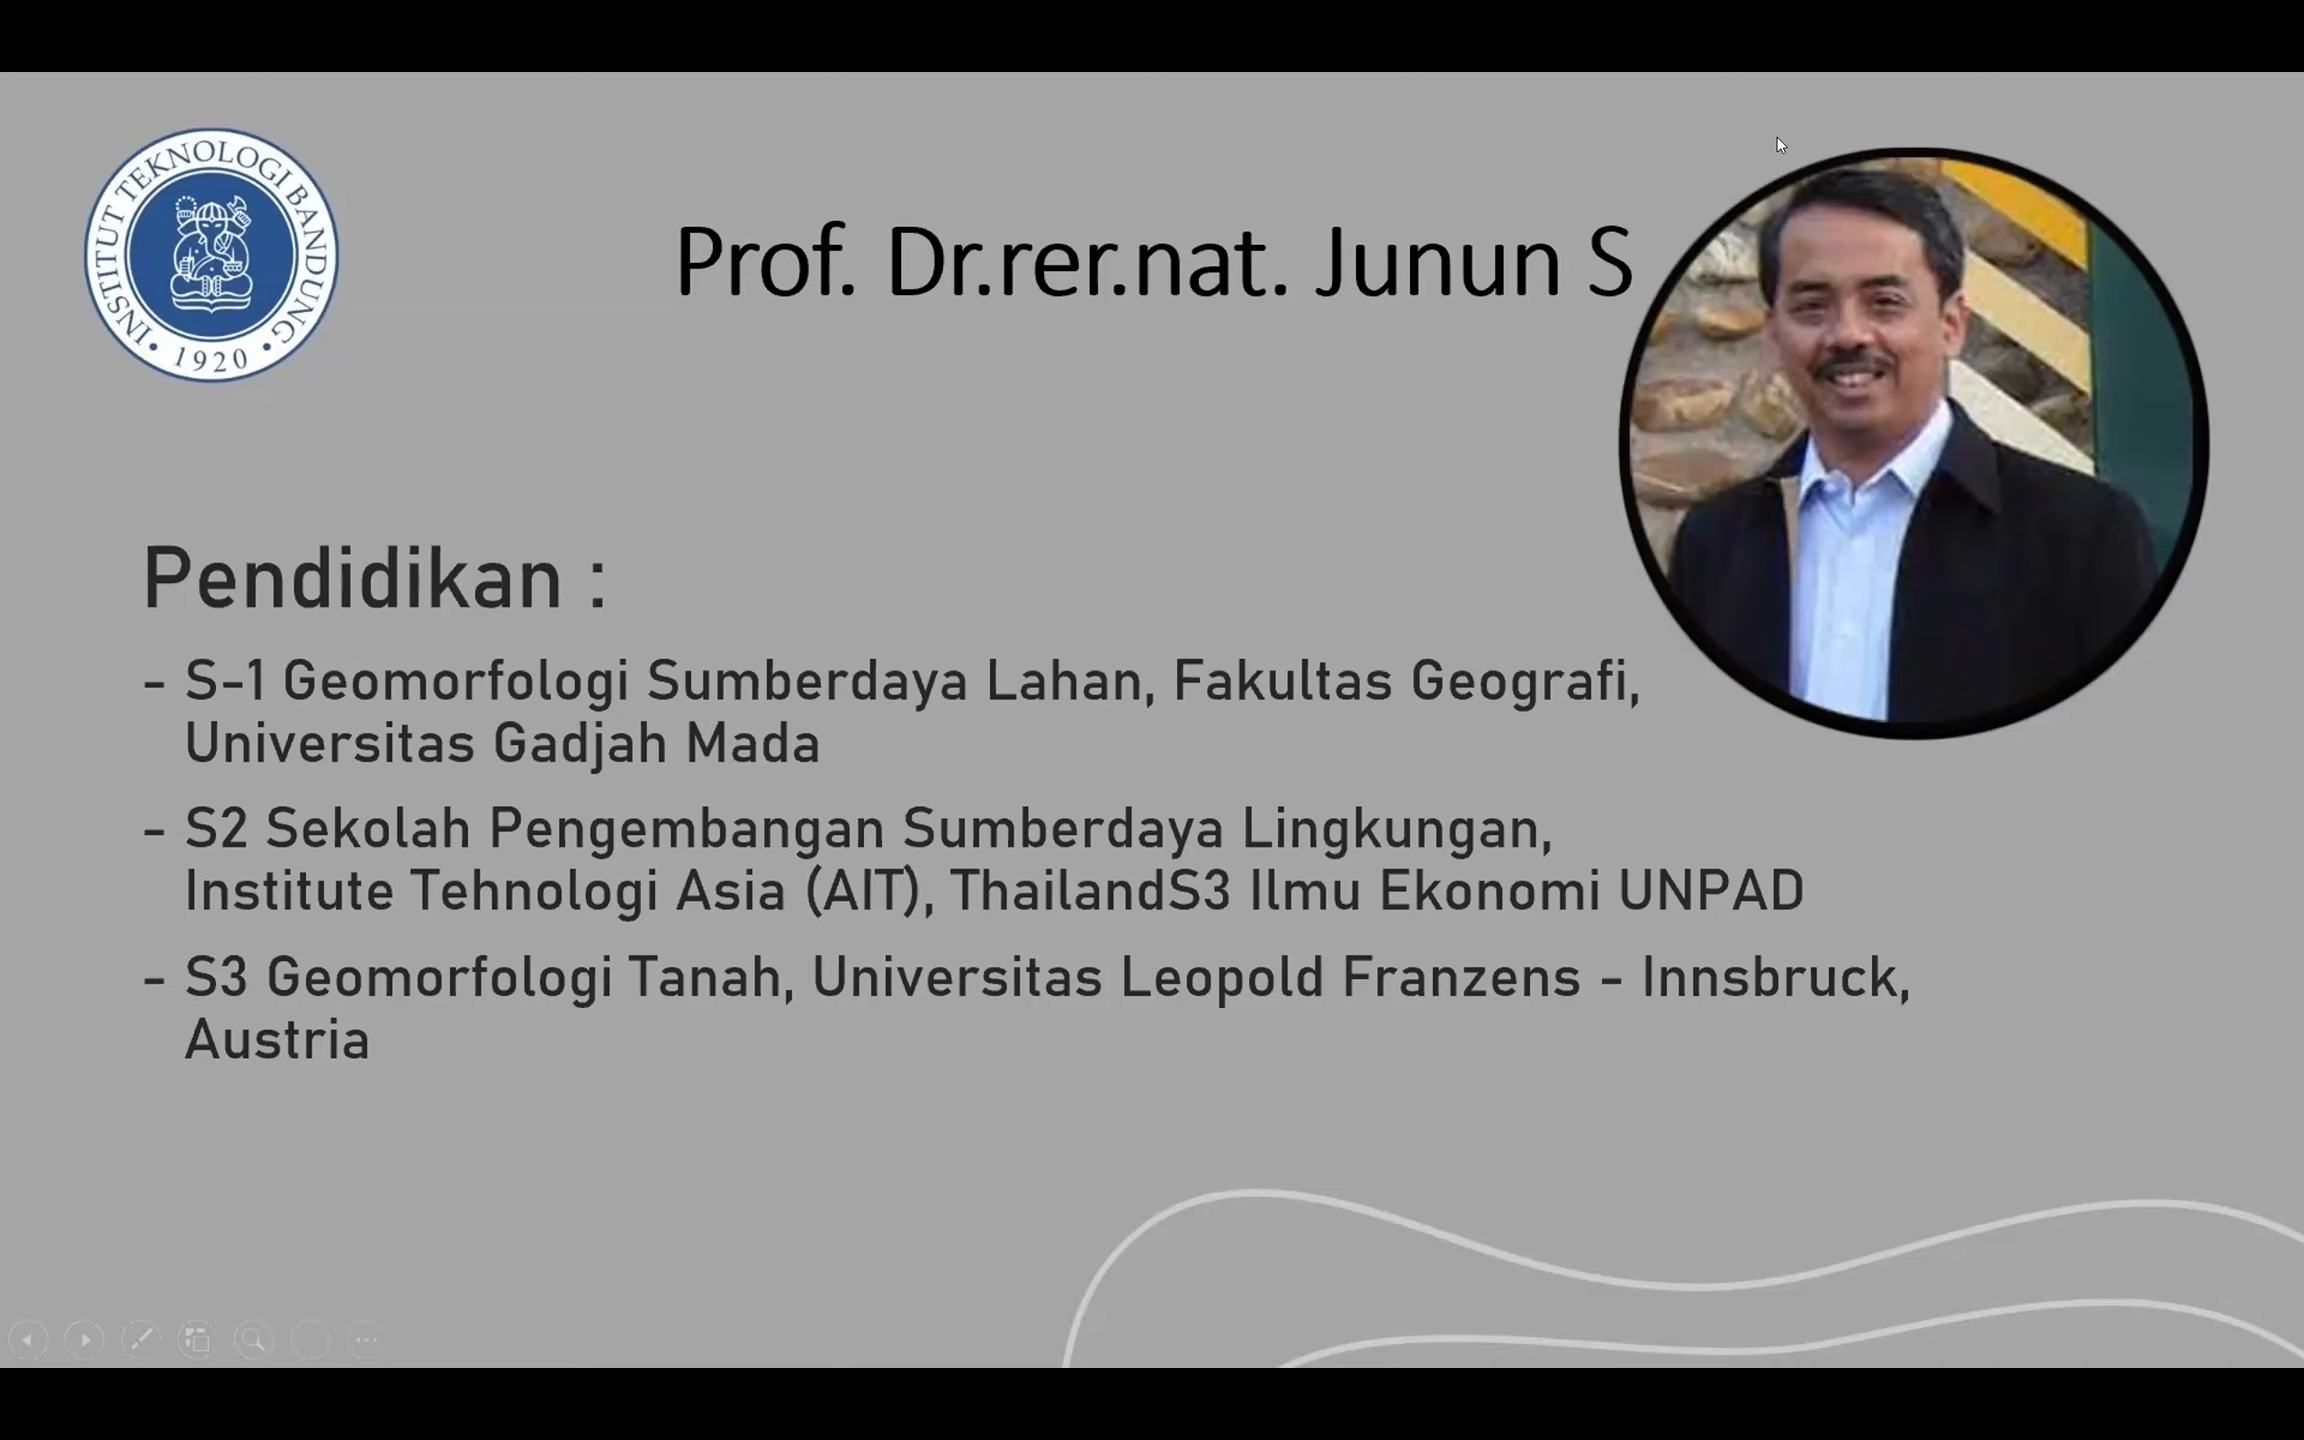 INSTITUT TEKNOLOGI BANDUNG
• 1920 •
Prof. Dr.rer.nat. Junun S
Pendidikan :
- S-1 Geomorfologi Sumberdaya Lahan, Fakultas Geografi,
Universitas Gadjah Mada
- S2 Sekolah Pengembangan Sumberdaya Lingkungan,
Institute Tehnologi Asia (AIT), ThailandS3 Ilmu Ekonomi UNPAD
- S3 Geomorfologi Tanah, Universitas Leopold Franzens - Innsbruck,
Austria